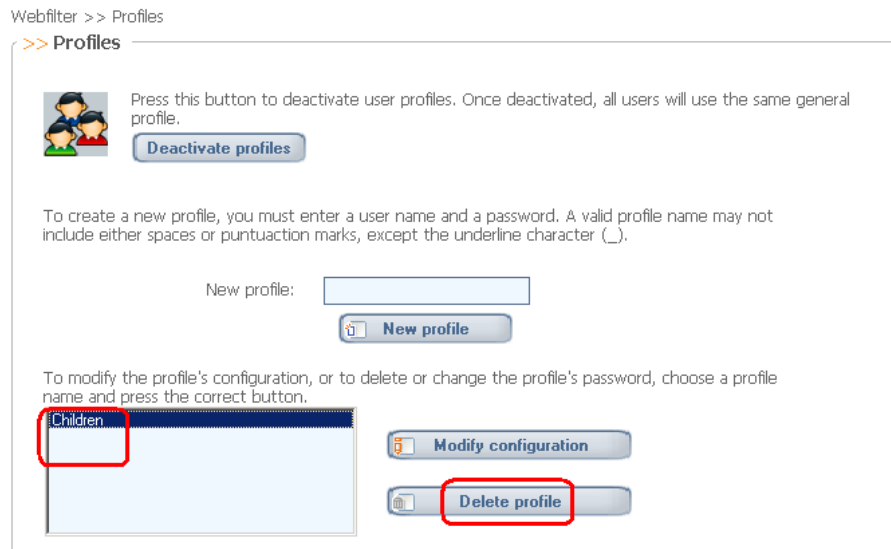 Webfilter >> Profiles
>> Profiles
Press this button to deactivate user profiles. Once deactivated, all users will use the same general
profile.
Deactivate profiles
To create a new profile, you must enter a user name and a password. A valid profile name may not
include either spaces or puntuaction marks, except the underline character (_).
New profile:
New profile
To modify the profile's configuration, or to delete or change the profile's password, choose a profile
name and press the correct button.
Children
Modify configuration
Delete profile